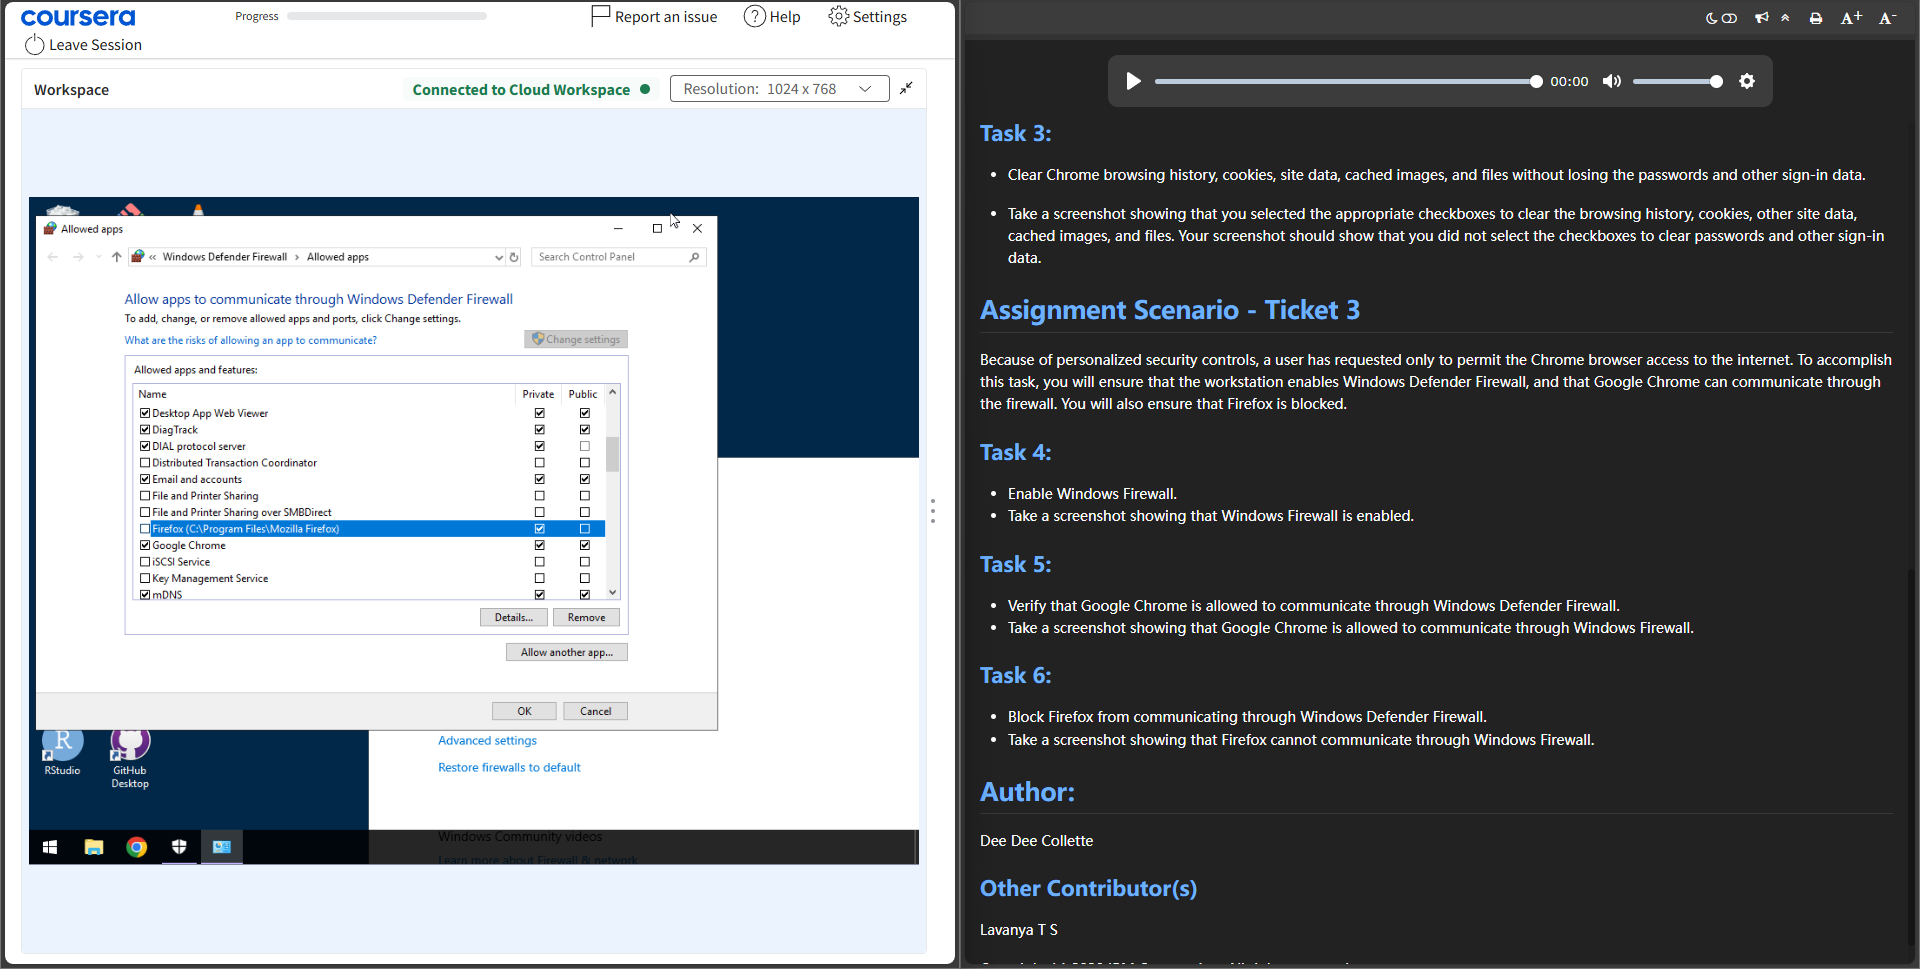 coursera
Progress
Report an issue
Help
Settings
Leave Session
Workspace
Connected to Cloud Workspace
Resolution: 1024 x 768
Allowed apps
« Windows Defender Firewall › Allowed apps
Search Control Panel
Allow apps to communicate through Windows Defender Firewall
To add, change, or remove allowed apps and ports, click Change settings.
What are the risks of allowing an app to communicate?
Change settings
Allowed apps and features:
Name Private Public
Desktop App Web Viewer
DiagTrack
DIAL protocol server
Distributed Transaction Coordinator
Email and accounts
File and Printer Sharing
File and Printer Sharing over SMBDirect
Firefox (C:\Program Files\Mozilla Firefox)
Google Chrome
iSCSI Service
Key Management Service
mDNS
Details...
Remove
Allow another app...
OK
Cancel
Advanced settings
Restore firewalls to default
R
RStudio
GitHub
Desktop
Windows Community videos
Learn more about Firewall & network
A+
A-
00:00
Task 3:
• Clear Chrome browsing history, cookies, site data, cached images, and files without losing the passwords and other sign-in data.
• Take a screenshot showing that you selected the appropriate checkboxes to clear the browsing history, cookies, other site data,
cached images, and files. Your screenshot should show that you did not select the checkboxes to clear passwords and other sign-in
data.
Assignment Scenario - Ticket 3
Because of personalized security controls, a user has requested only to permit the Chrome browser access to the internet. To accomplish
this task, you will ensure that the workstation enables Windows Defender Firewall, and that Google Chrome can communicate through
the firewall. You will also ensure that Firefox is blocked.
Task 4:
• Enable Windows Firewall.
• Take a screenshot showing that Windows Firewall is enabled.
Task 5:
• Verify that Google Chrome is allowed to communicate through Windows Defender Firewall.
• Take a screenshot showing that Google Chrome is allowed to communicate through Windows Firewall.
Task 6:
• Block Firefox from communicating through Windows Defender Firewall.
• Take a screenshot showing that Firefox cannot communicate through Windows Firewall.
Author:
Dee Dee Collette
Other Contributor(s)
Lavanya T S